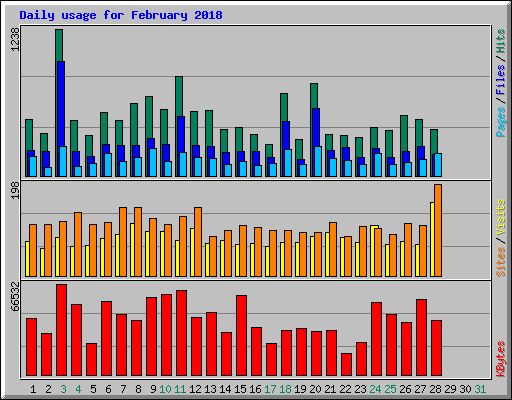 Daily usage for February 2018
1238
Pages / Files / Hits
198
Sites / Visits
66532
KBytes
1 2 3 4 5 6 7 8 9 10 11 12 13 14 15 16 17 18 19 20 21 22 23 24 25 26 27 28 29 30 31